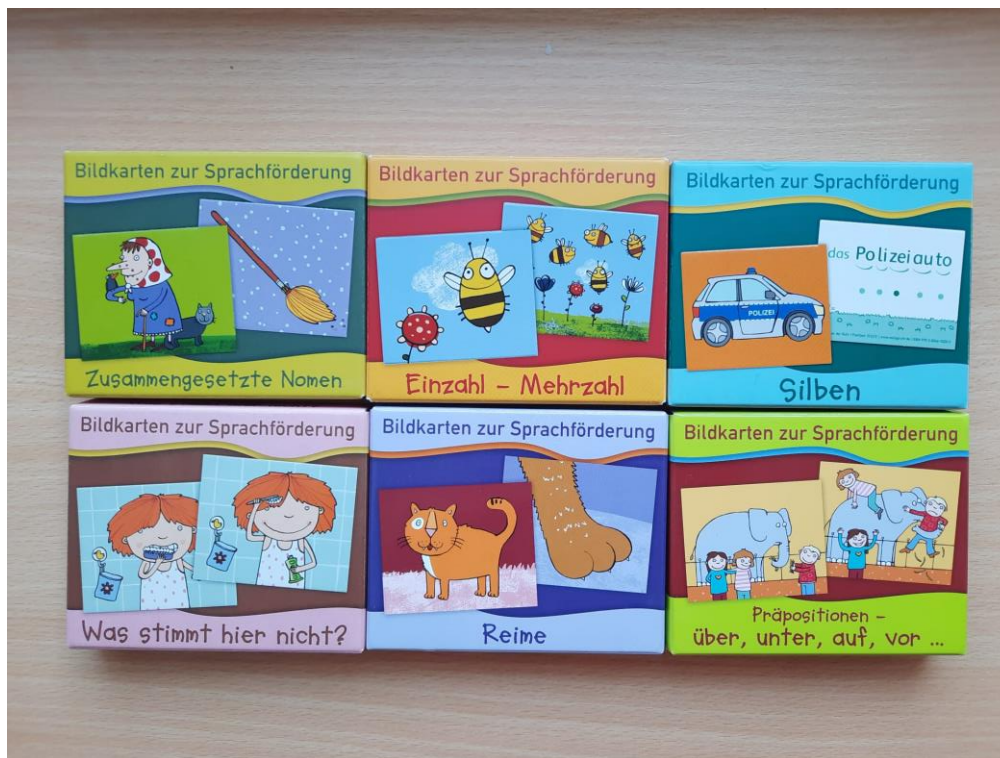 Bildkarten zur Sprachförderung
Zusammengesetzte Nomen
Bildkarten zur Sprachförderung
Einzahl – Mehrzahl
Bildkarten zur Sprachförderung
das Polizeiauto
POLIZEI
Silben
Bildkarten zur Sprachförderung
Was stimmt hier nicht?
Bildkarten zur Sprachförderung
Reime
Bildkarten zur Sprachförderung
Präpositionen –
über, unter, auf, vor ...